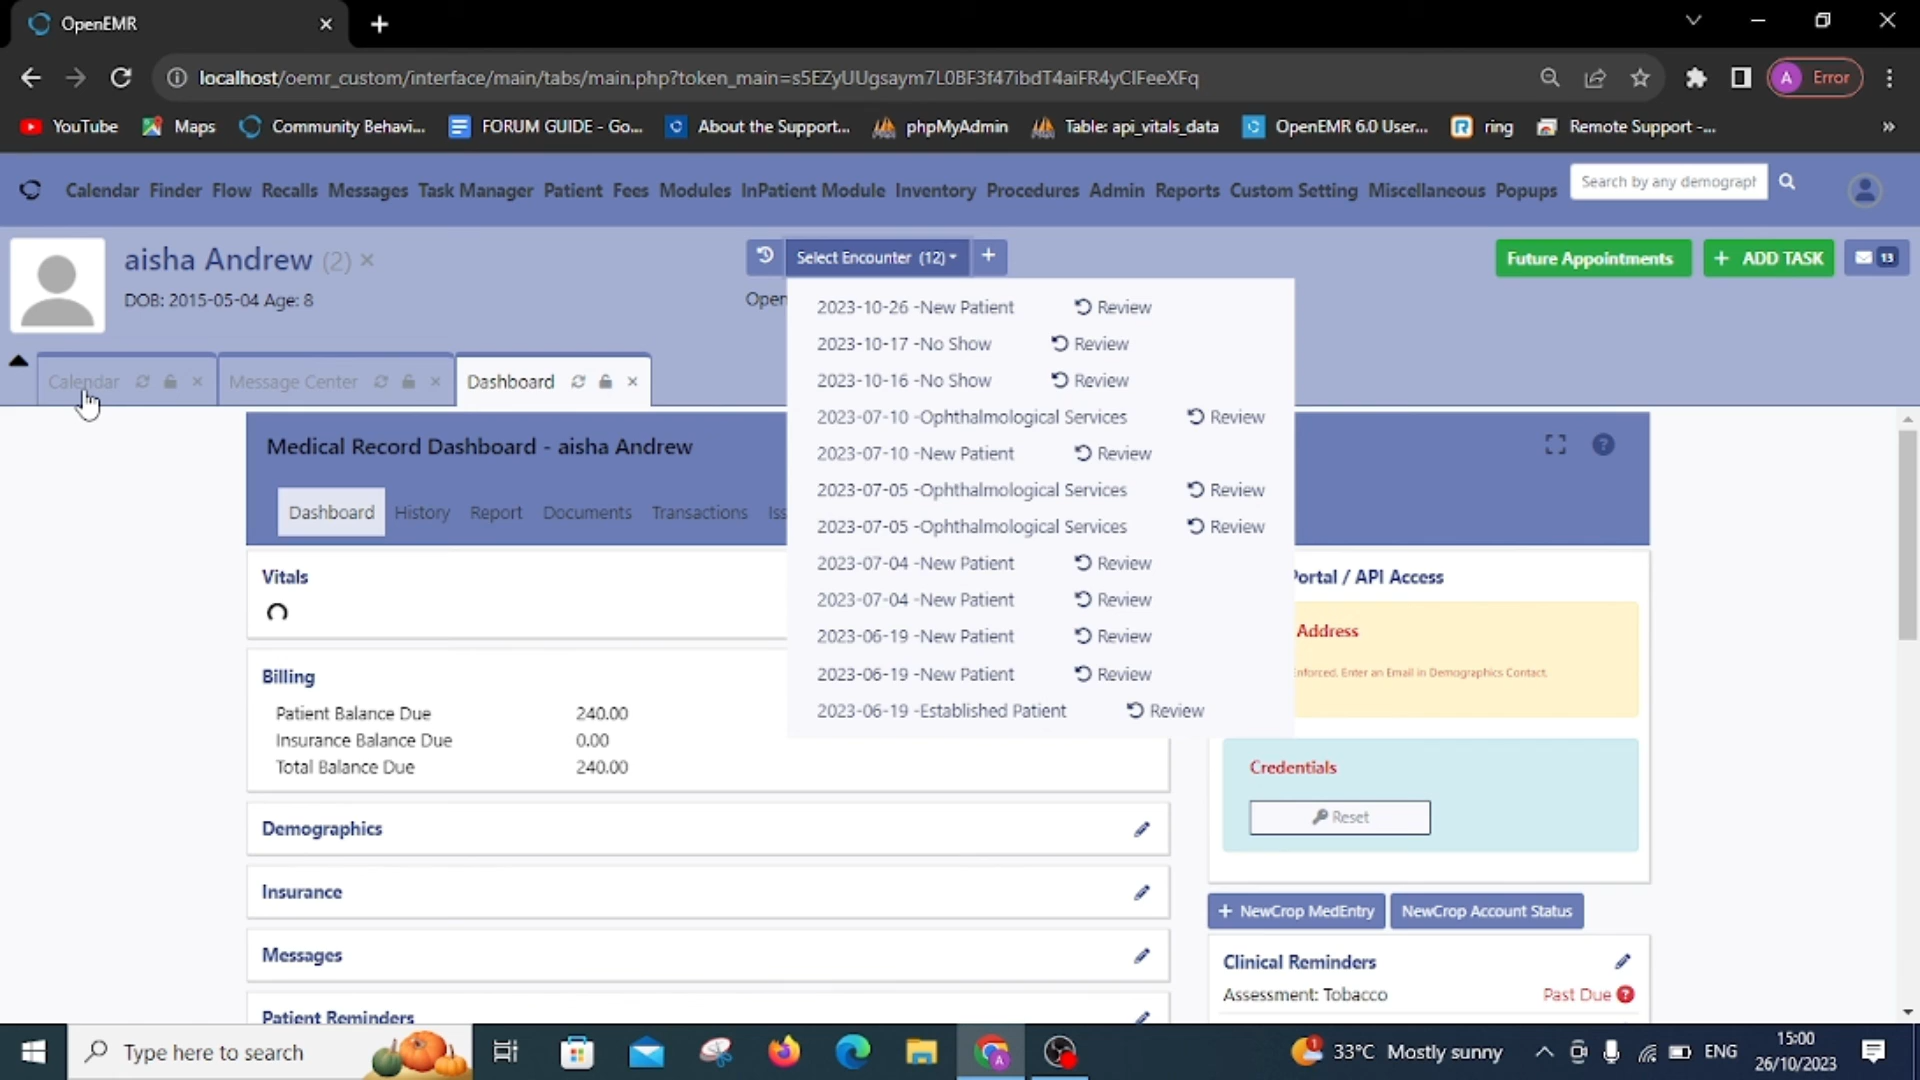 OpenEMR
localhost/oemr_custom/interface/main/tabs/main.php?token_main=s5EZyUUgsaym7L0BF3f47ibdT4aiFR4yCIFeeXFq
A Error
YouTube Maps Community Behavi... FORUM GUIDE - Go... About the Support... phpMyAdmin Table: api_vitals_data OpenEMR 6.0 User... ring Remote Support -... »
Calendar Finder Flow Recalls Messages Task Manager Patient Fees Modules InPatient Module Inventory Procedures Admin Reports Custom Setting Miscellaneous Popups Search by any demograph
aisha Andrew (2)
DOB: 2015-05-04 Age: 8
Select Encounter (12)
Open
Future Appointments + ADD TASK 13
2023-10-26 -New Patient Review
2023-10-17 -No Show Review
2023-10-16 -No Show Review
2023-07-10 -Ophthalmological Services Review
2023-07-10 -New Patient Review
2023-07-05 -Ophthalmological Services Review
2023-07-05 -Ophthalmological Services Review
2023-07-04 -New Patient Review
2023-07-04 -New Patient Review
2023-06-19 -New Patient Review
2023-06-19 -New Patient Review
2023-06-19 -Established Patient Review
Calendar Message Center Dashboard
Medical Record Dashboard - aisha Andrew
Dashboard History Report Documents Transactions Iss
Vitals
Billing
Patient Balance Due 240.00
Insurance Balance Due 0.00
Total Balance Due 240.00
Demographics
Insurance
Messages
Patient Reminders
Portal / API Access
Address
Enforced. Enter an Email in Demographics Contact.
Credentials
Reset
+ NewCrop MedEntry NewCrop Account Status
Clinical Reminders
Assessment: Tobacco Past Due
Type here to search
33°C Mostly sunny ENG
15:00
26/10/2023